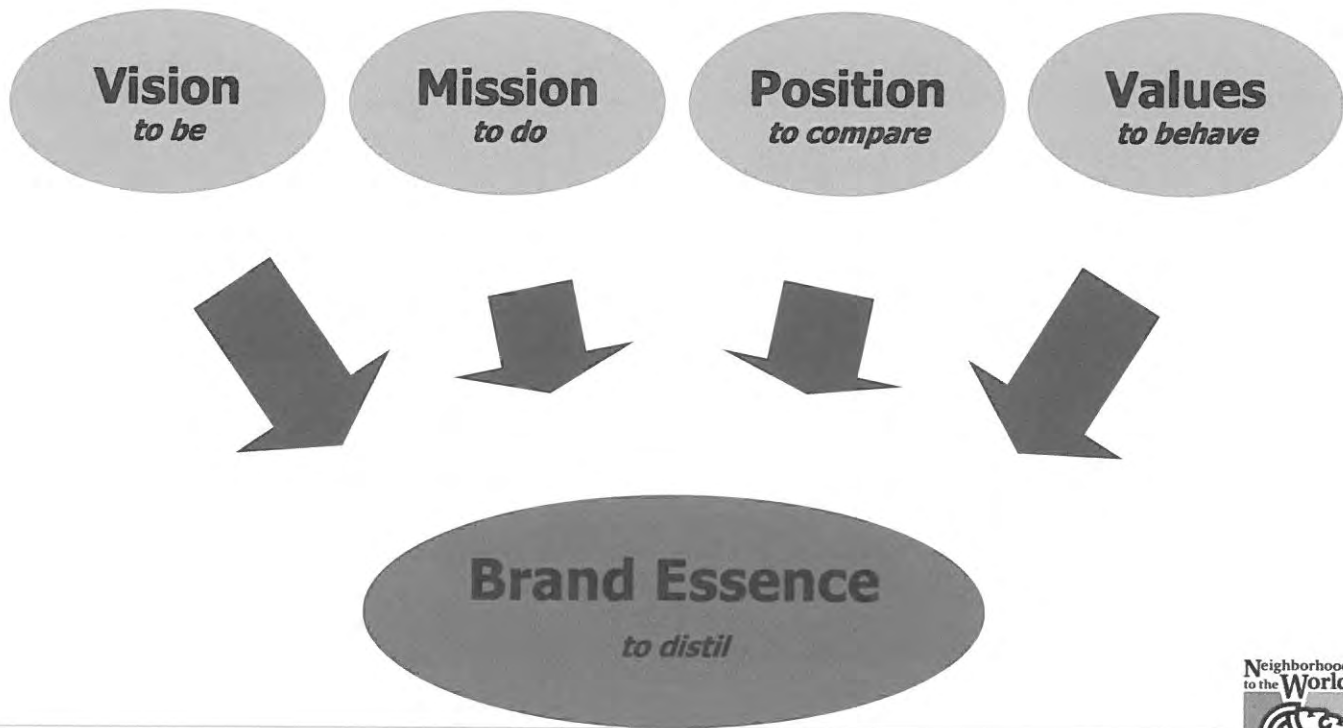 Vision
to be
Mission
to do
Position
to compare
Values
to behave
Brand Essence
to distil
Neighborhood
to the World